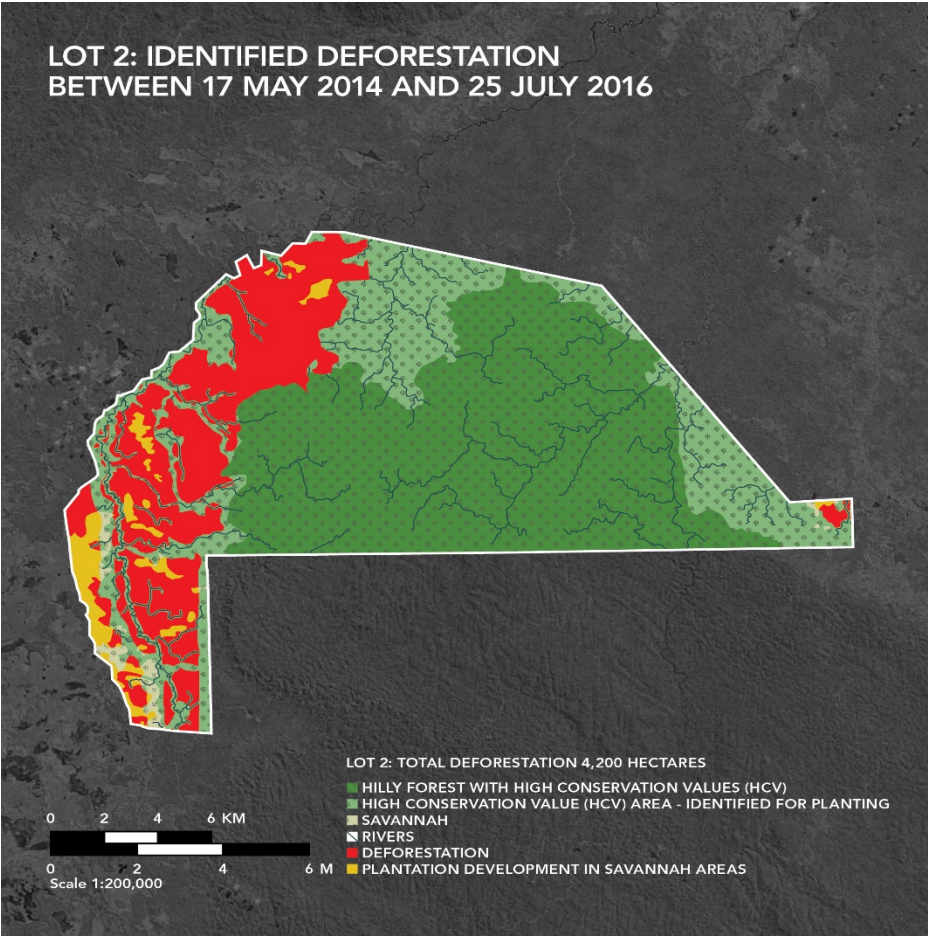 LOT 2: IDENTIFIED DEFORESTATION
BETWEEN 17 MAY 2014 AND 25 JULY 2016
LOT 2: TOTAL DEFORESTATION 4,200 HECTARES
HILLY FOREST WITH HIGH CONSERVATION VALUES (HCV)
HIGH CONSERVATION VALUE (HCV) AREA - IDENTIFIED FOR PLANTING
SAVANNAH
RIVERS
DEFORESTATION
PLANTATION DEVELOPMENT IN SAVANNAH AREAS
0 2 4 6 KM
0 2 4 6 M
Scale 1:200,000